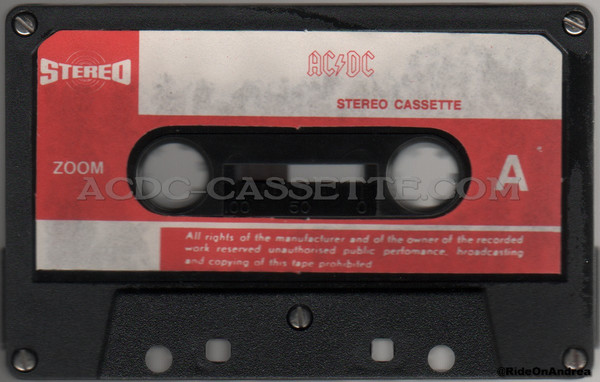 STEREO
AC⚡DC
STEREO CASSETTE
ZOOM
A
ACDC-CASSETTE.COM
100 50 0
All rights of the manufacturer and of the owner of the recorded
work reserved unauthorised public perfomance, broadcasting
and copying of this tape prohibited
@RideOnAndrea